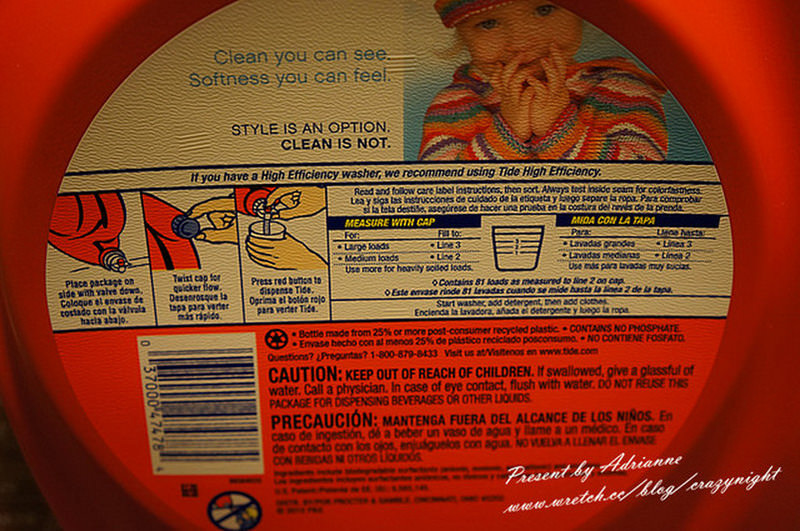 Clean you can see.
Softness you can feel.
STYLE IS AN OPTION.
CLEAN IS NOT.
If you have a High Efficiency washer, we recommend using Tide High Efficiency.
Place package on
side with valve down.
Coloque el envase de
costado con la válvula
hacia abajo.
Twist cap for
quicker flow.
Desenrosque la
tapa para verter
más rápido.
Press red button to
dispense Tide.
Oprima el botón rojo
para verter Tide.
Read and follow care label instructions, then sort. Always test inside seam for colorfastness.
Lea y siga las instrucciones de cuidado de la etiqueta y luego separe la ropa. Para comprobar
si la tela destiñe, asegúrese de hacer una prueba en la costura del revés de la prenda.
MEASURE WITH CAP
For: Fill to:
• Large loads • Line 3
• Medium loads • Line 2
Use more for heavily soiled loads.
MIDA CON LA TAPA
Para: Llene hasta:
• Lavadas grandes • Línea 3
• Lavadas medianas • Línea 2
Use más para lavadas muy sucias.
◊ Contains 81 loads as measured to line 2 on cap.
◊ Este envase rinde 81 lavadas cuando se mide hasta la línea 2 de la tapa.
Start washer, add detergent, then add clothes.
Encienda la lavadora, añada el detergente y luego la ropa.
• Bottle made from 25% or more post-consumer recycled plastic. • CONTAINS NO PHOSPHATE.
• Envase hecho con al menos 25% de plástico reciclado posconsumo. • NO CONTIENE FOSFATO.
Questions? ¿Preguntas? 1-800-879-8433 Visit us at/Visítenos en www.tide.com
CAUTION: KEEP OUT OF REACH OF CHILDREN. If swallowed, give a glassful of
water. Call a physician. In case of eye contact, flush with water. DO NOT REUSE THIS
PACKAGE FOR DISPENSING BEVERAGES OR OTHER LIQUIDS.
PRECAUCIÓN: MANTENGA FUERA DEL ALCANCE DE LOS NIÑOS. En
caso de ingestión, dé a beber un vaso de agua y llame a un médico. En caso
de contacto con los ojos, enjuáguelos con agua. NO VUELVA A LLENAR EL ENVASE
CON BEBIDAS NI OTROS LÍQUIDOS.
Ingredients include biodegradable surfactants
Ingredientes incluyen surfactantes
U.S. Patent/Patente de EE.
PROCTER & GAMBLE, CINCINNATI, OHIO
Present by Adrianne
www.wretch.cc/blog/crazynight